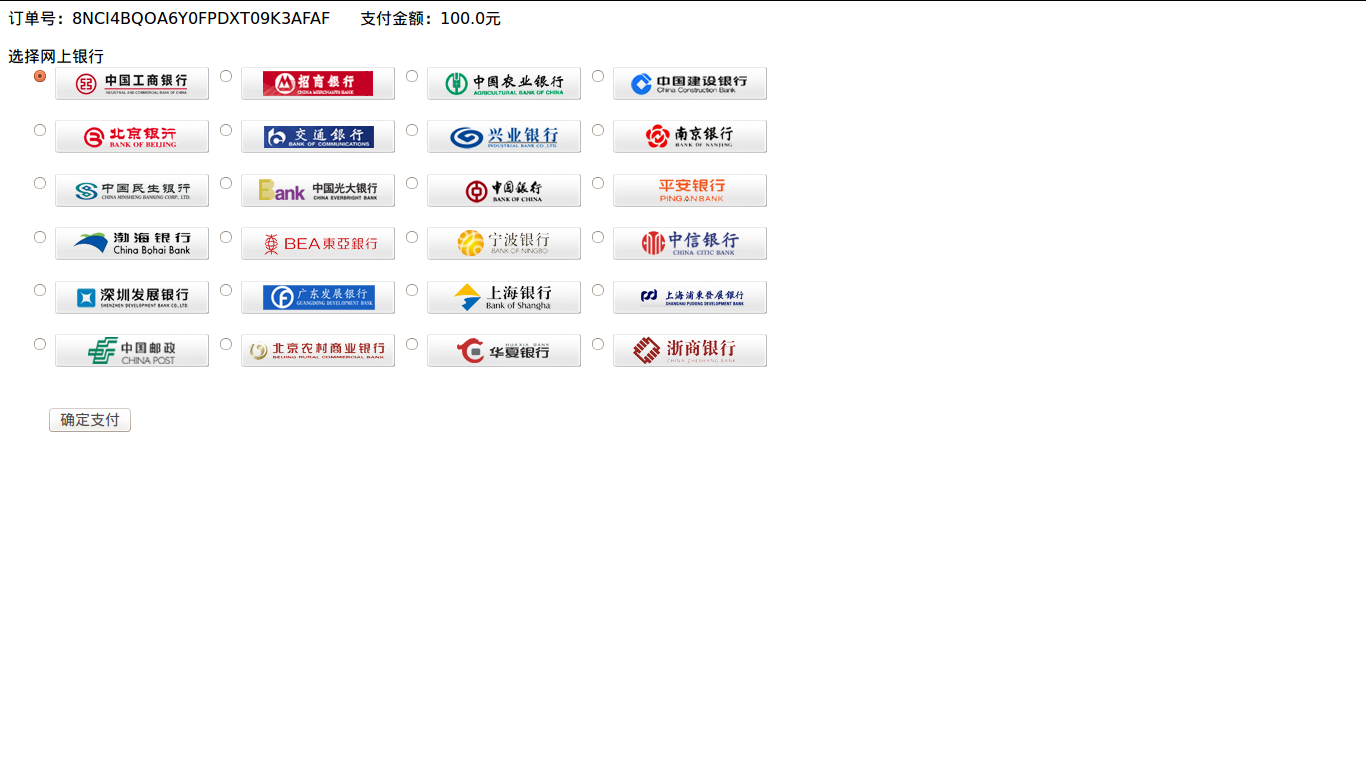 订单号：8NCI4BQOA6Y0FPDXT09K3AFAF 支付金额：100.0元
选择网上银行
中国工商银行
INDUSTRIAL AND COMMERCIAL BANK OF CHINA
招商银行
CHINA MERCHANTS BANK
中国农业银行
AGRICULTURAL BANK OF CHINA
中国建设银行
China Construction Bank
北京银行
BANK OF BEIJING
交通銀行
BANK OF COMMUNICATIONS
兴业银行
INDUSTRIAL BANK CO.,LTD.
南京银行
BANK OF NANJING
中国民生银行
CHINA MINSHENG BANKING CORP., LTD.
Bank 中国光大银行
CHINA EVERBRIGHT BANK
中国银行
BANK OF CHINA
平安银行
PING AN BANK
渤海银行
China Bohai Bank
BEA東亞銀行
宁波银行
BANK OF NINGBO
中信银行
CHINA CITIC BANK
深圳发展银行
SHENZHEN DEVELOPMENT BANK CO.,LTD.
广东发展银行
GUANGDONG DEVELOPMENT BANK
上海银行
Bank of Shangha
上海浦東發展銀行
SHANGHAI PUDONG DEVELOPMENT BANK
中国邮政
CHINA POST
北京农村商业银行
BEIJING RURAL COMMERCIAL BANK
HUAXIA BANK
华夏银行
浙商银行
CHINA ZHESHANG BANK
确定支付